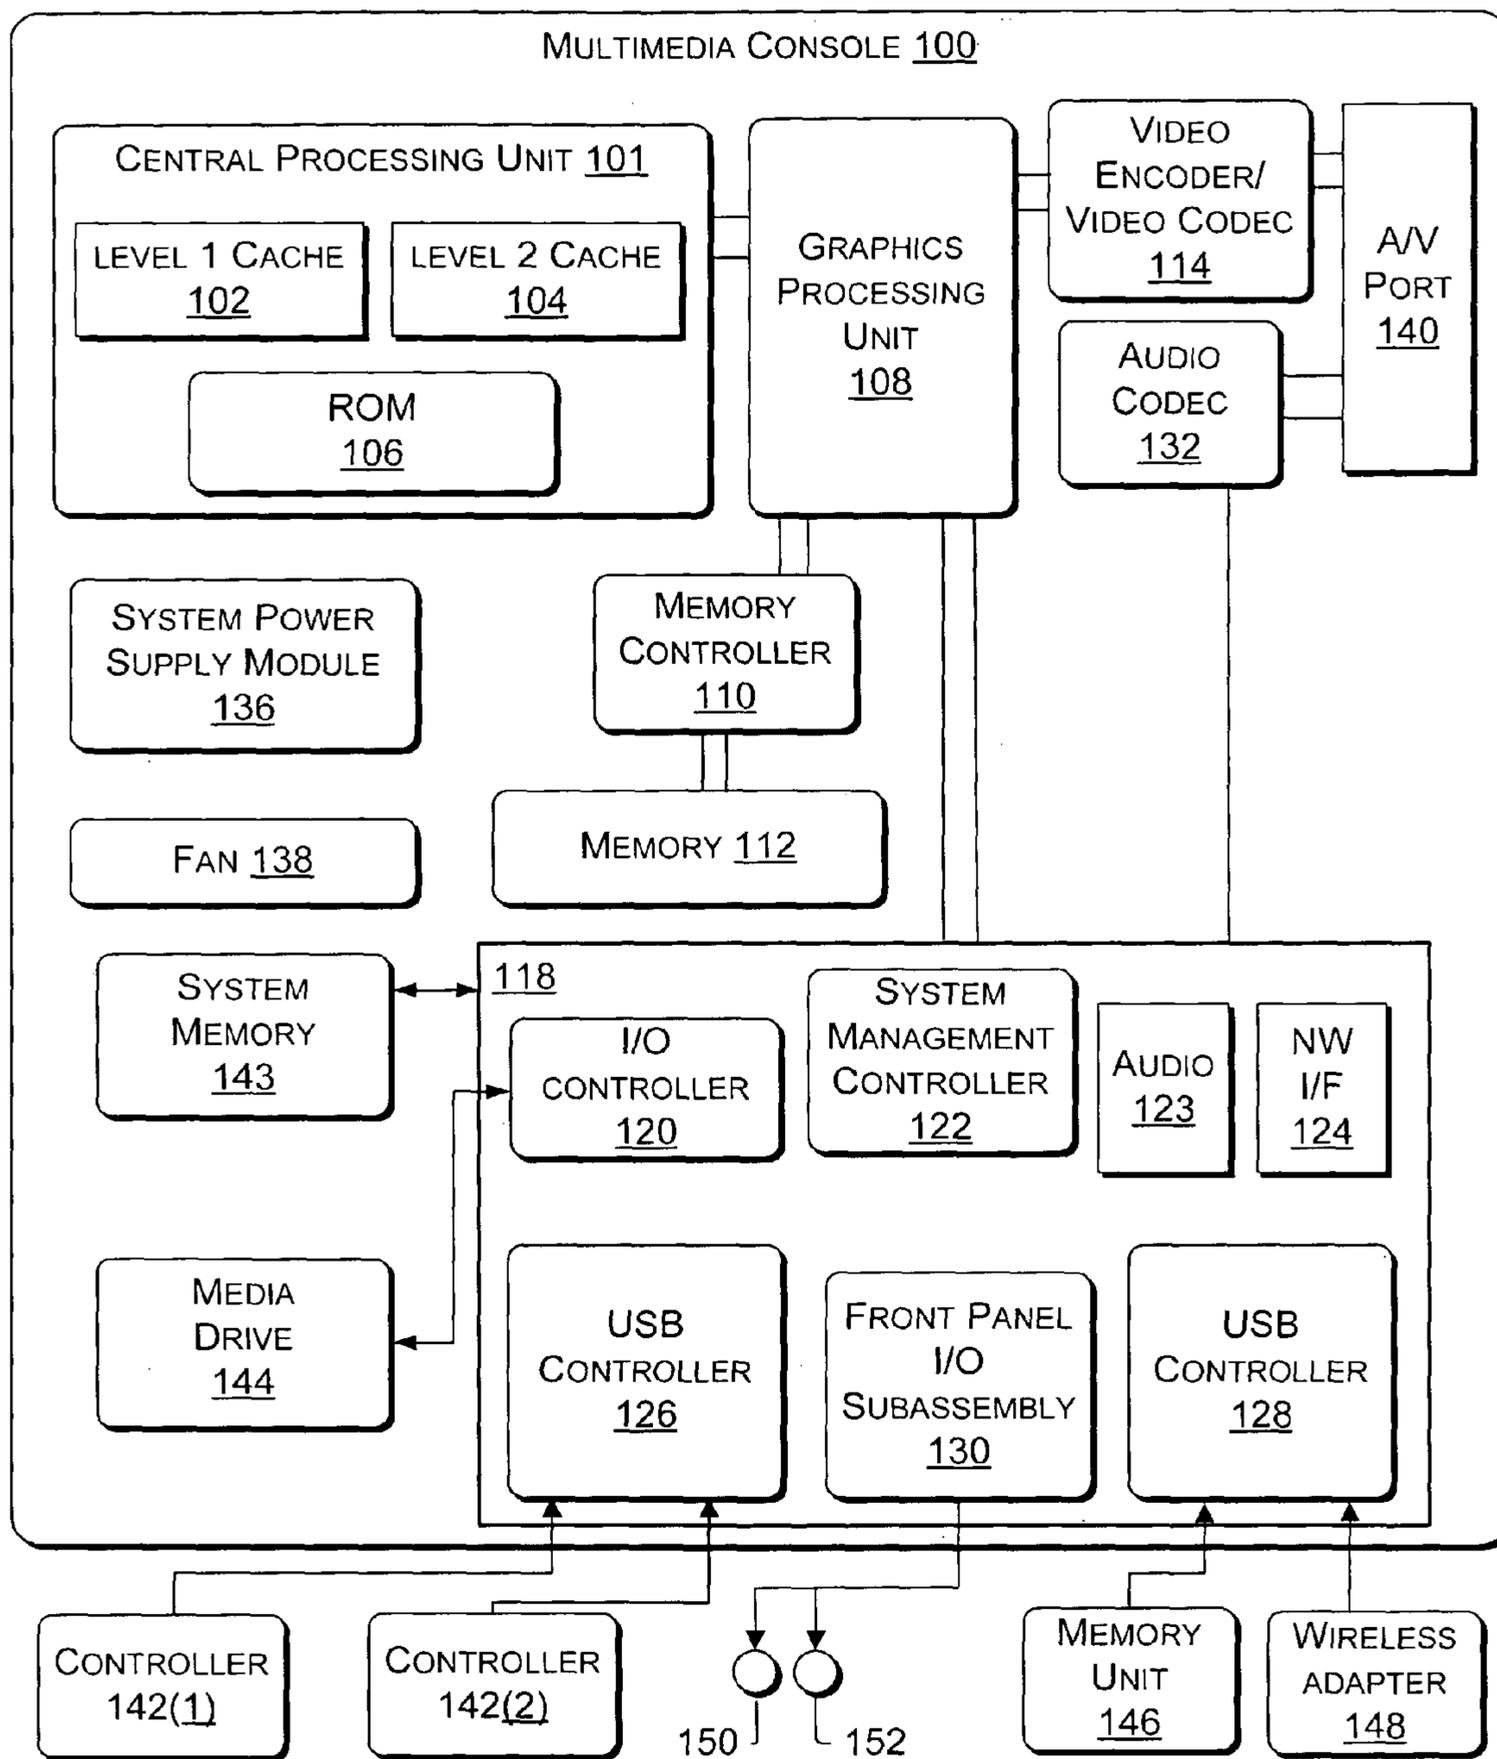 MULTIMEDIA CONSOLE 100
CENTRAL PROCESSING UNIT 101
LEVEL 1 CACHE
102
LEVEL 2 CACHE
104
ROM
106
GRAPHICS
PROCESSING
UNIT
108
VIDEO
ENCODER/
VIDEO CODEC
114
A/V
PORT
140
AUDIO
CODEC
132
SYSTEM POWER
SUPPLY MODULE
136
MEMORY
CONTROLLER
110
MEMORY 112
FAN 138
SYSTEM
MEMORY
143
118
I/O
CONTROLLER
120
SYSTEM
MANAGEMENT
CONTROLLER
122
AUDIO
123
NW
I/F
124
MEDIA
DRIVE
144
USB
CONTROLLER
126
FRONT PANEL
I/O
SUBASSEMBLY
130
USB
CONTROLLER
128
CONTROLLER
142(1)
CONTROLLER
142(2)
150
152
MEMORY
UNIT
146
WIRELESS
ADAPTER
148